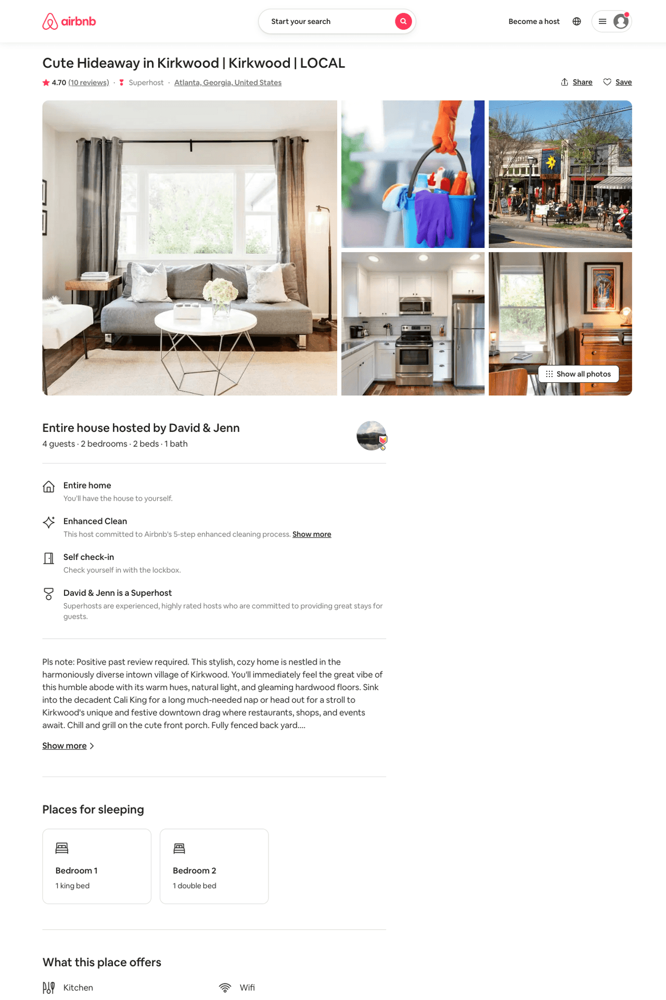 airbnb
Start your search
Become a host
Cute Hideaway in Kirkwood | Kirkwood | LOCAL
4.70 (10 reviews) · Superhost · Atlanta, Georgia, United States
Share
Save
Show all photos
Entire house hosted by David & Jenn
4 guests · 2 bedrooms · 2 beds · 1 bath
Entire home
You'll have the house to yourself.
Enhanced Clean
This host committed to Airbnb's 5-step enhanced cleaning process. Show more
Self check-in
Check yourself in with the lockbox.
David & Jenn is a Superhost
Superhosts are experienced, highly rated hosts who are committed to providing great stays for
guests.
Pls note: Positive past review required. This stylish, cozy home is nestled in the
harmoniously diverse intown village of Kirkwood. You'll immediately feel the great vibe of
this humble abode with its warm hues, natural light, and gleaming hardwood floors. Sink
into the decadent Cali King for a long much-needed nap or head out for a stroll to
Kirkwood's unique and festive downtown drag where restaurants, shops, and events
await. Chill and grill on the cute front porch. Fully fenced back yard....
Show more
Places for sleeping
Bedroom 1
1 king bed
Bedroom 2
1 double bed
What this place offers
Kitchen
Wifi